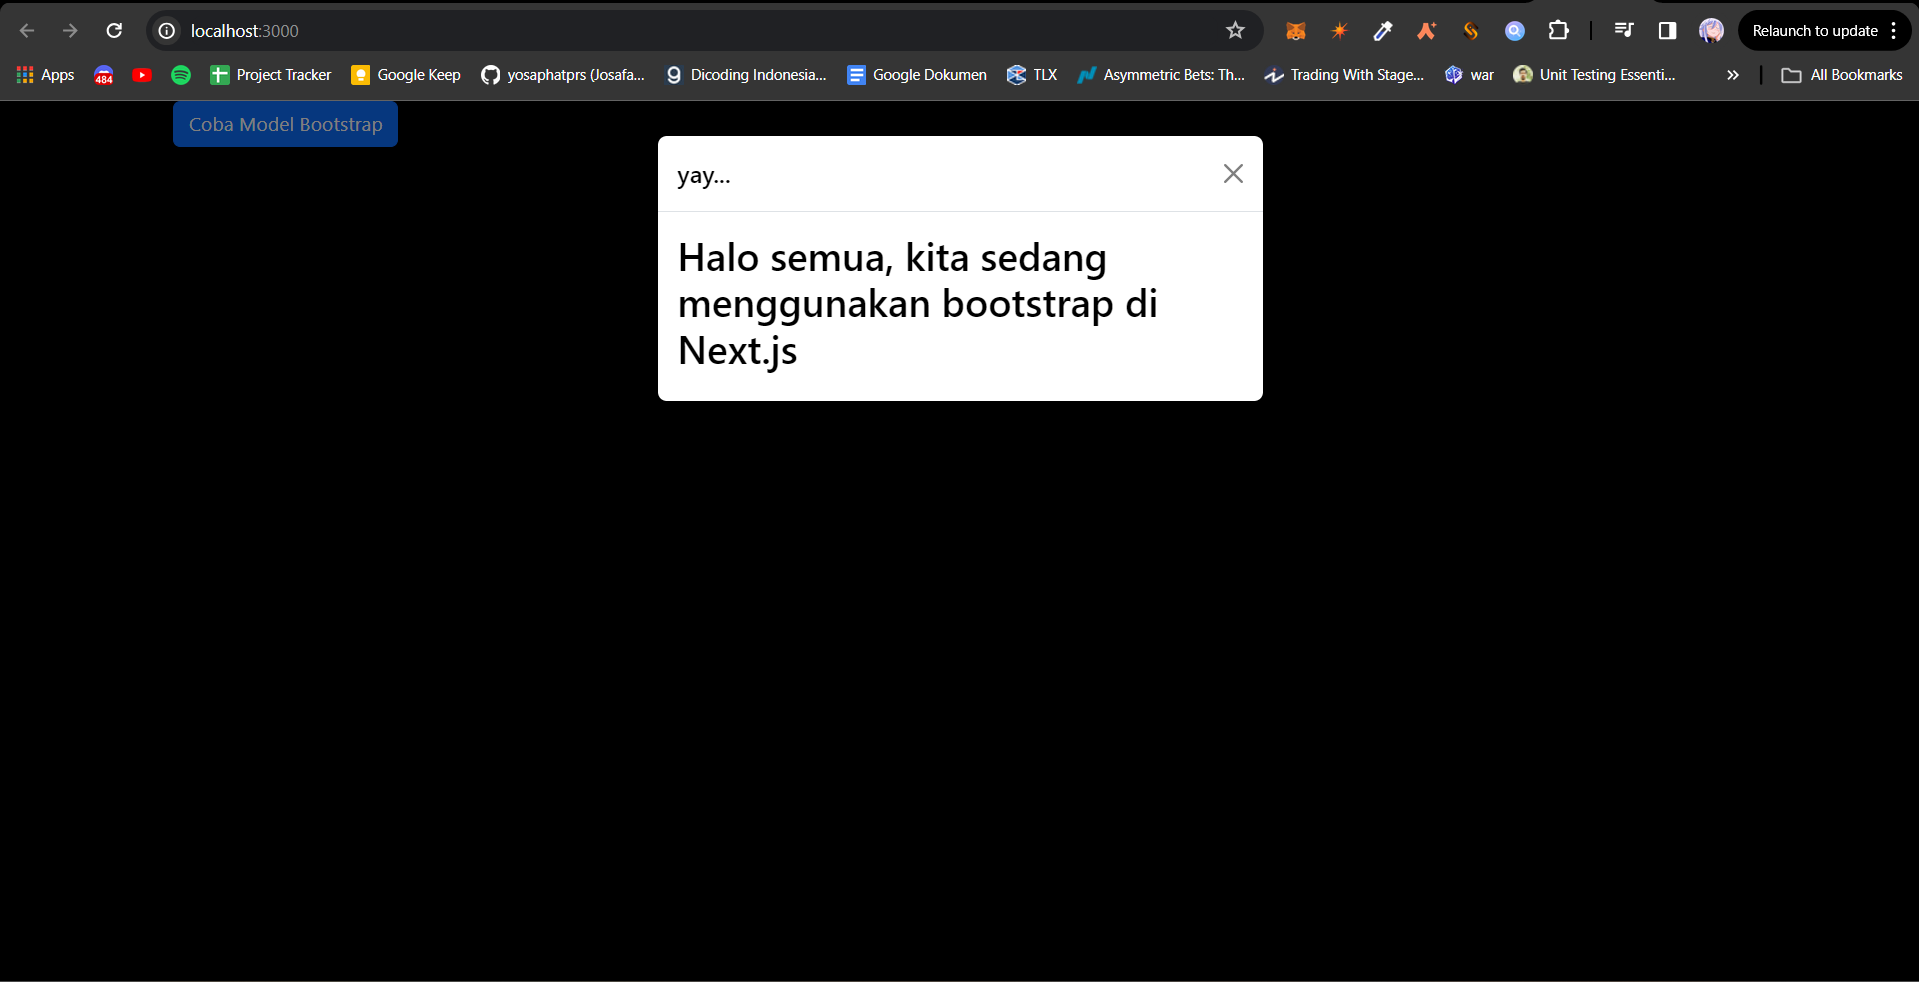 localhost:3000
Relaunch to update
Apps
484
Project Tracker
Google Keep
yosaphatprs (Josafa...
Dicoding Indonesia...
Google Dokumen
TLX
Asymmetric Bets: Th...
Trading With Stage...
war
Unit Testing Essenti...
All Bookmarks
Coba Model Bootstrap
yay...
Halo semua, kita sedang
menggunakan bootstrap di
Next.js